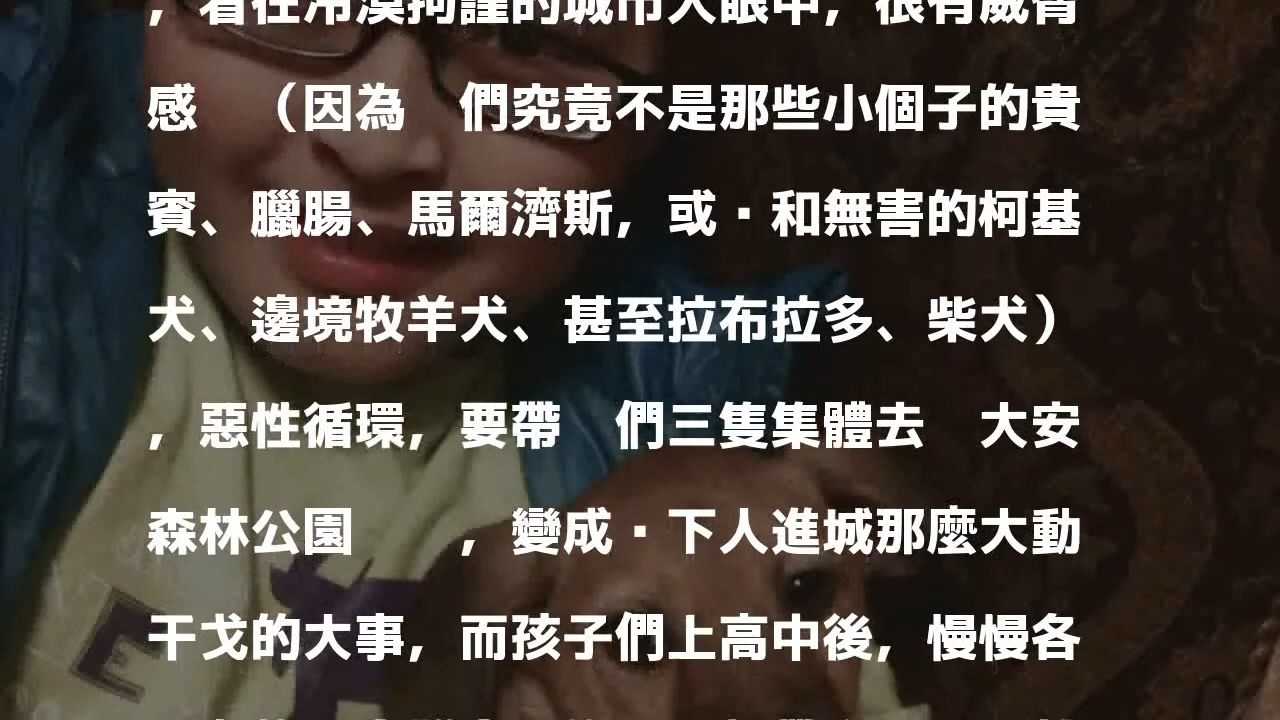 ，看在冷漠拘謹的城市人眼中，很有威脅
感　（因為　們究竟不是那些小個子的貴
賓、臘腸、馬爾濟斯，或·和無害的柯基
犬、邊境牧羊犬、甚至拉布拉多、柴犬）
，惡性循環，要帶　們三隻集體去　大安
森林公園　　，變成·下人進城那麼大動
干戈的大事，而孩子們上高中後，慢慢各